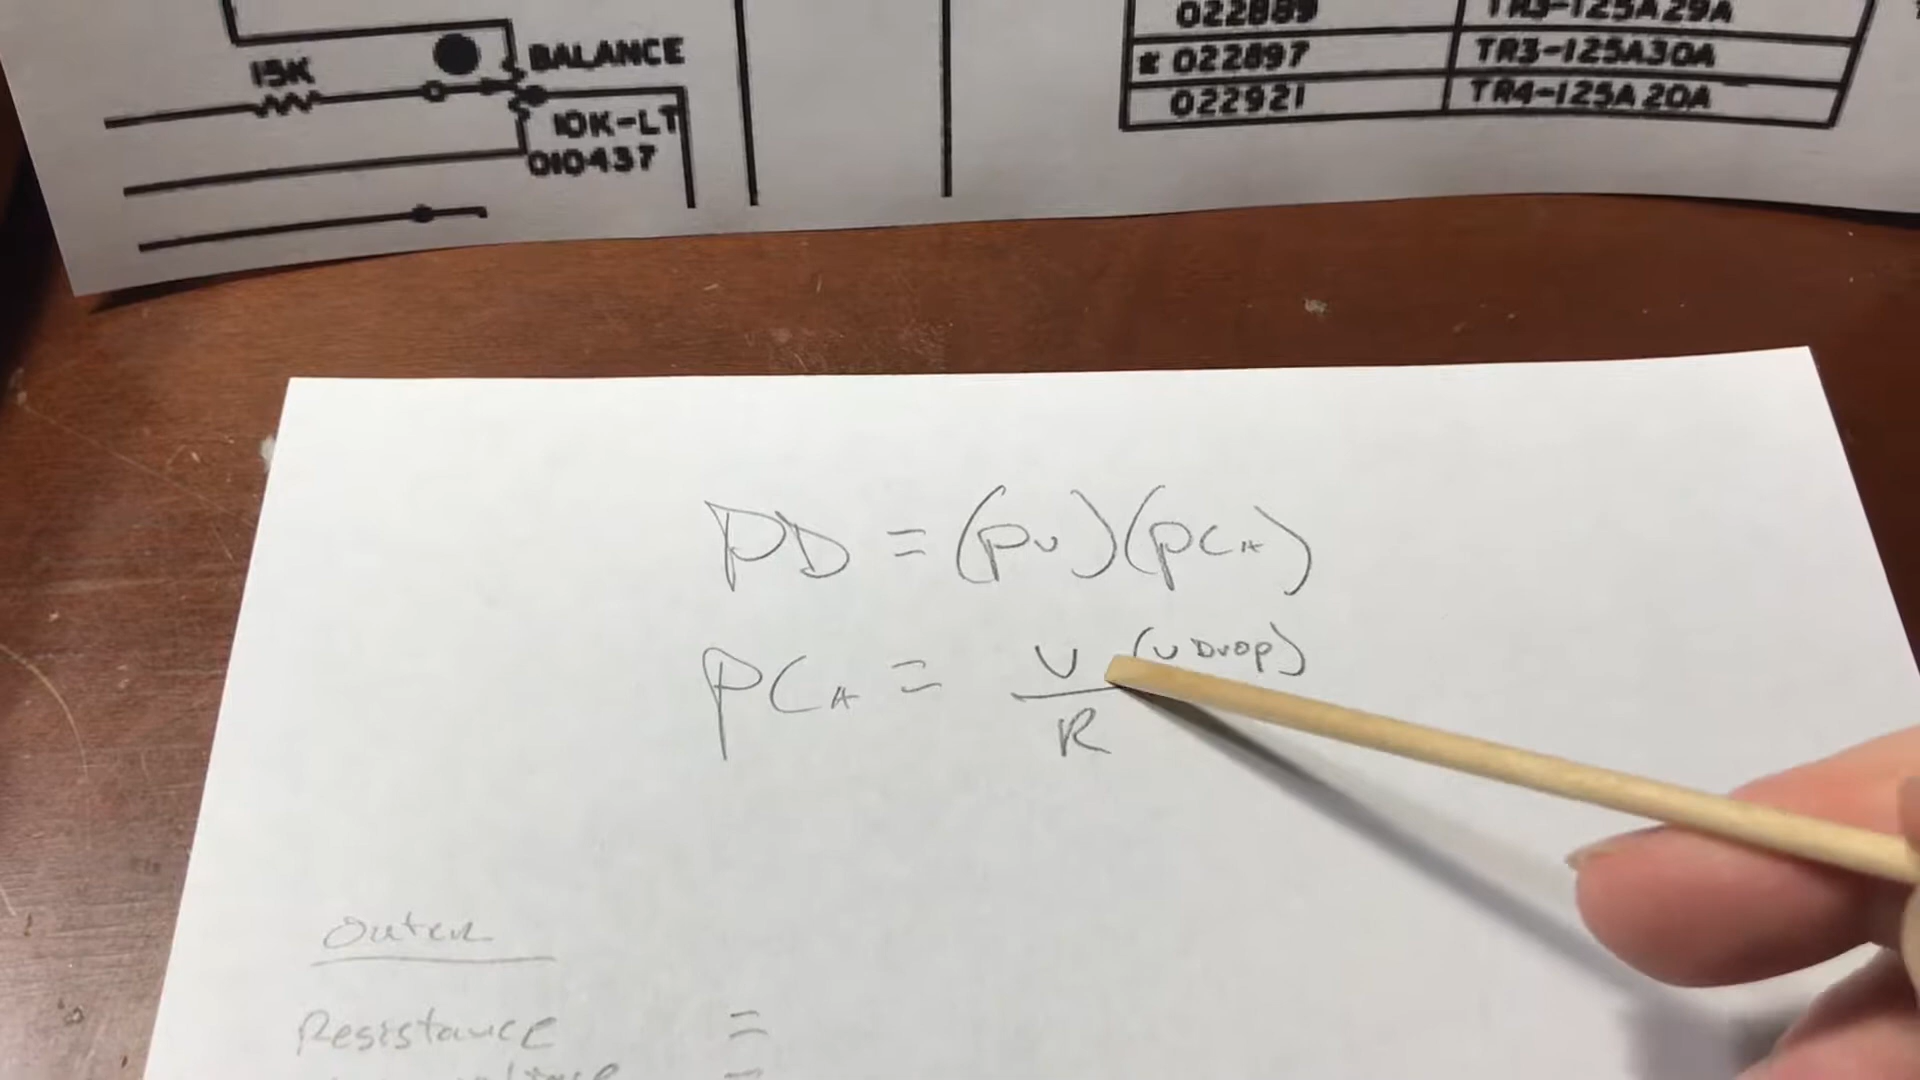 15K
BALANCE
10K-LT
010437
022889 TR3-125A29A
* 022897 TR3-125A30A
022921 TR4-125A20A
PD = (PV)(PCA)
PCA = V (V Drop)
R
Outer
Resistance =
=